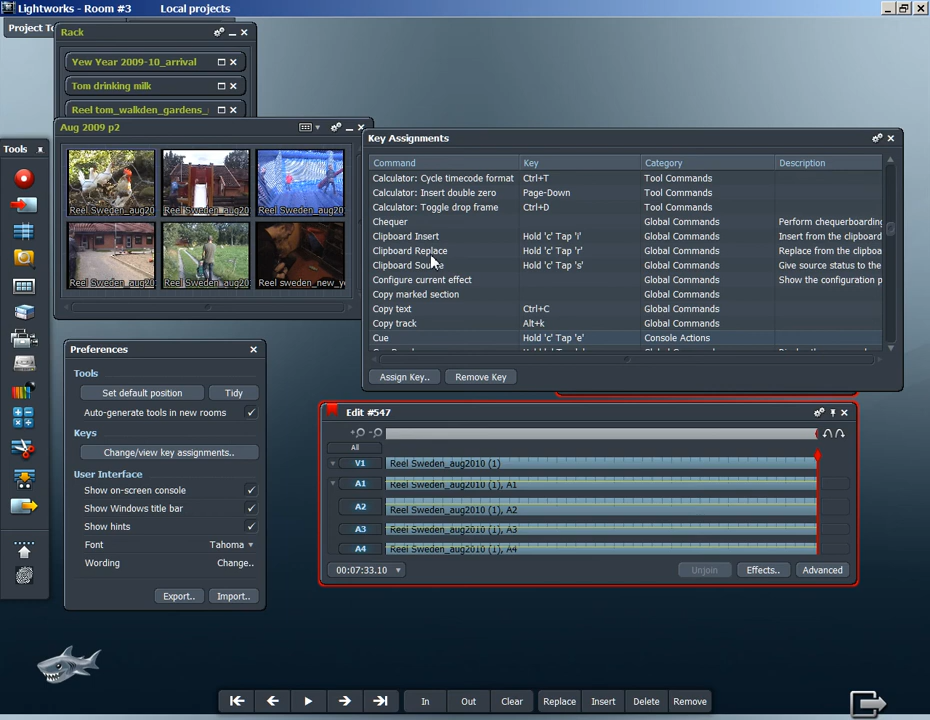 Lightworks - Room #3
Local projects
Project To
Rack
Yew Year 2009-10_arrival
Tom drinking milk
Reel tom_walkden_gardens_
Aug 2009 p2
Reel Sweden_aug20
Reel Sweden_aug20
Reel Sweden_aug20
Reel Sweden_aug20
Reel Sweden_aug20
Reel sweden_new_y
Tools
Key Assignments
Command Key Category Description
Calculator: Cycle timecode format Ctrl+T Tool Commands
Calculator: Insert double zero Page-Down Tool Commands
Calculator: Toggle drop frame Ctrl+D Tool Commands
Chequer Global Commands Perform chequerboarding
Clipboard Insert Hold 'c' Tap 'i' Global Commands Insert from the clipboard
Clipboard Replace Hold 'c' Tap 'r' Global Commands Replace from the clipboa
Clipboard Source Hold 'c' Tap 's' Global Commands Give source status to the
Configure current effect Global Commands Show the configuration p
Copy marked section Global Commands
Copy text Ctrl+C Global Commands
Copy track Alt+k Global Commands
Cue Hold 'c' Tap 'e' Console Actions
Assign Key.. Remove Key
Preferences
Tools
Set default position Tidy
Auto-generate tools in new rooms
Keys
Change/view key assignments..
User Interface
Show on-screen console
Show Windows title bar
Show hints
Font Tahoma
Wording Change..
Export.. Import..
Edit #547
All
V1 Reel Sweden_aug2010 (1)
A1 Reel Sweden_aug2010 (1), A1
A2 Reel Sweden_aug2010 (1), A2
A3 Reel Sweden_aug2010 (1), A3
A4 Reel Sweden_aug2010 (1), A4
00:07:33.10 Unjoin Effects.. Advanced
In Out Clear Replace Insert Delete Remove